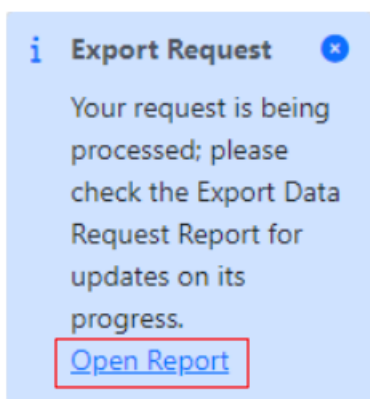 i Export Request
Your request is being
processed; please
check the Export Data
Request Report for
updates on its
progress.
Open Report